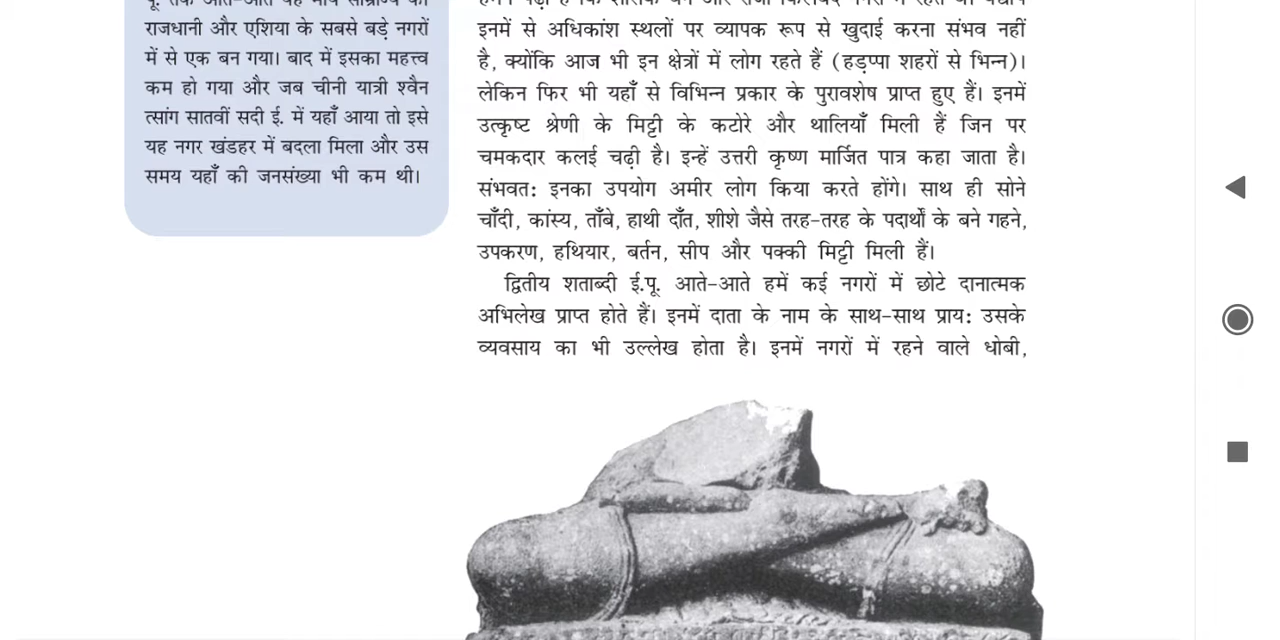 राजधानी और एशिया के सबसे बड़े नगरों
में से एक बन गया। बाद में इसका महत्त्व
कम हो गया और जब चीनी यात्री श्वैन
त्सांग सातवीं सदी ई. में यहाँ आया तो इसे
यह नगर खंडहर में बदला मिला और उस
समय यहाँ की जनसंख्या भी कम थी।
इनमें से अधिकांश स्थलों पर व्यापक रूप से खुदाई करना संभव नहीं
है, क्योंकि आज भी इन क्षेत्रों में लोग रहते हैं (हड़प्पा शहरों से भिन्न)।
लेकिन फिर भी यहाँ से विभिन्न प्रकार के पुरावशेष प्राप्त हुए हैं। इनमें
उत्कृष्ट श्रेणी के मिट्टी के कटोरे और थालियाँ मिली हैं जिन पर
चमकदार कलई चढ़ी है। इन्हें उत्तरी कृष्ण मार्जित पात्र कहा जाता है।
संभवत: इनका उपयोग अमीर लोग किया करते होंगे। साथ ही सोने
चाँदी, कांस्य, ताँबे, हाथी दाँत, शीशे जैसे तरह-तरह के पदार्थों के बने गहने,
उपकरण, हथियार, बर्तन, सीप और पक्की मिट्टी मिली हैं।
द्वितीय शताब्दी ई.पू. आते-आते हमें कई नगरों में छोटे दानात्मक
अभिलेख प्राप्त होते हैं। इनमें दाता के नाम के साथ-साथ प्राय: उसके
व्यवसाय का भी उल्लेख होता है। इनमें नगरों में रहने वाले धोबी,